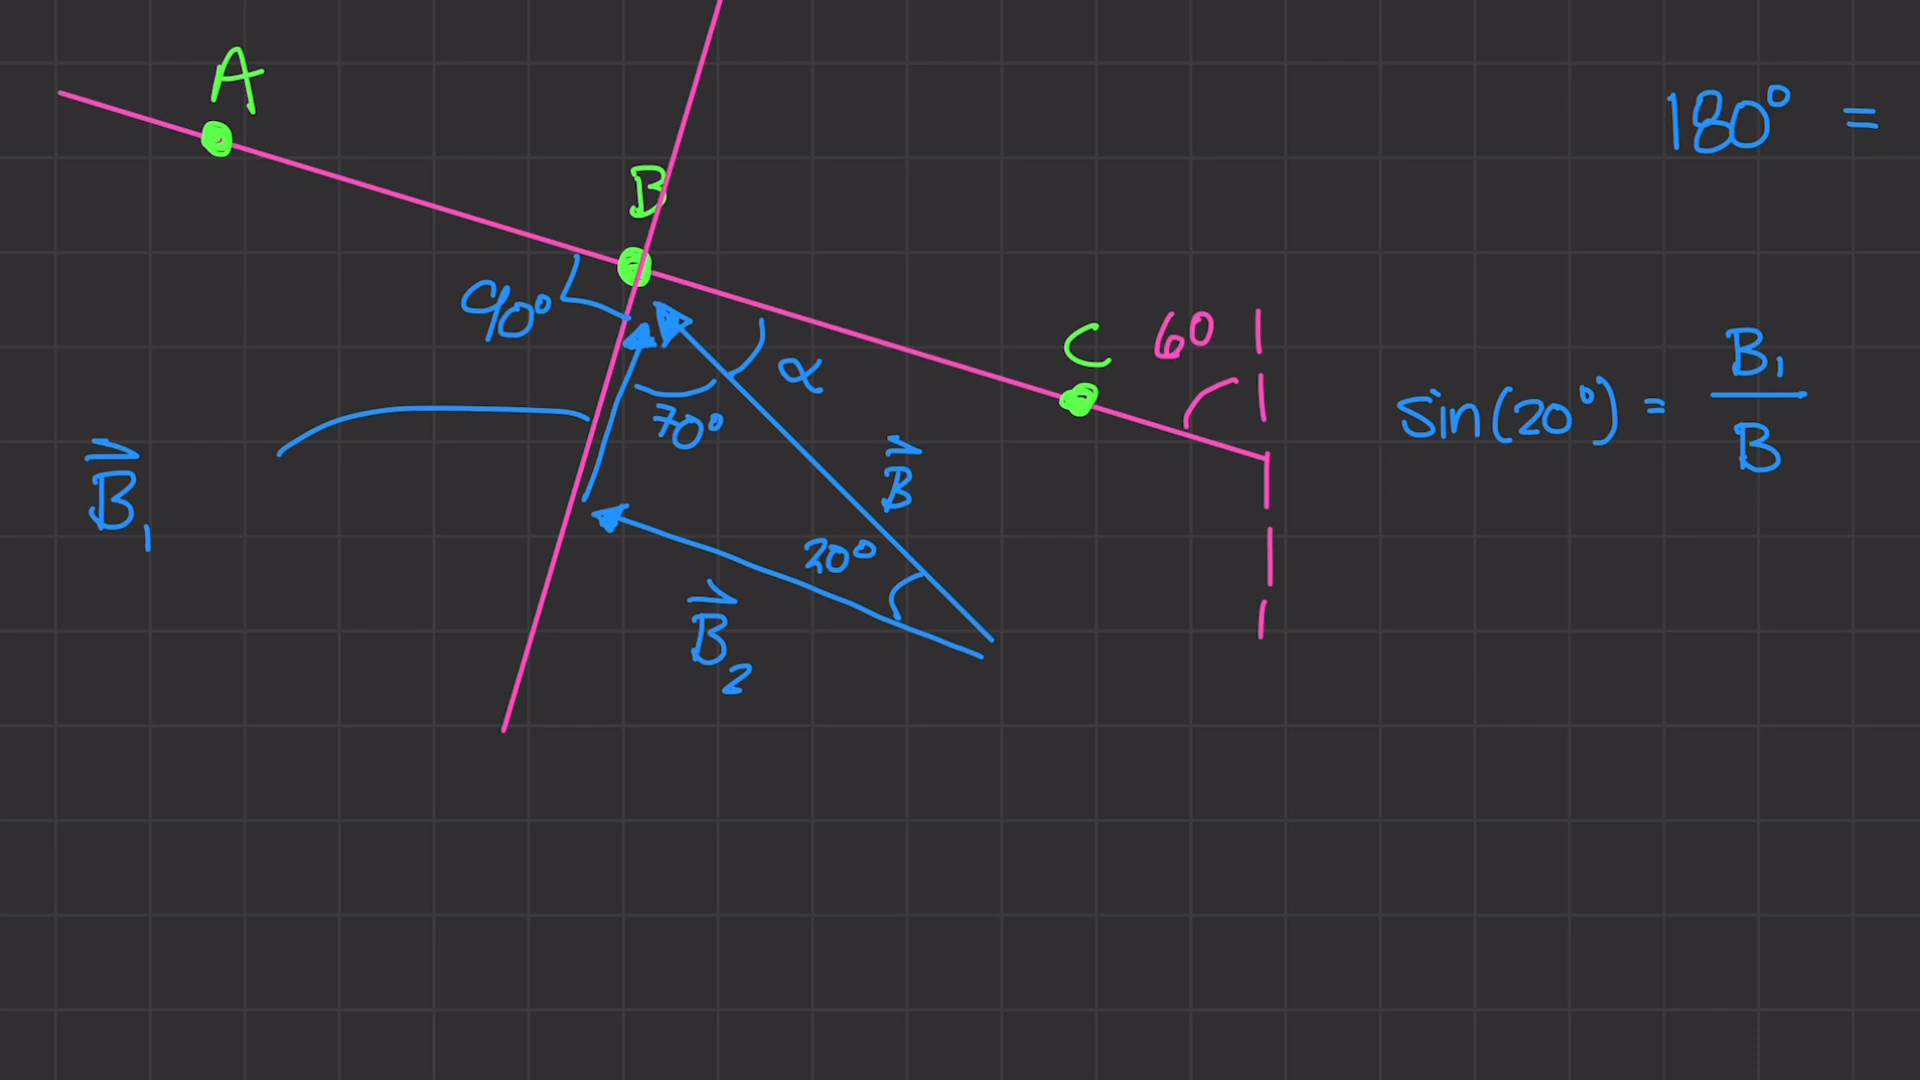 A
180° =
B
90°
60
C
α
sin(20°) = B₁/B
70°
B⃗₁
B⃗
20°
B⃗₂